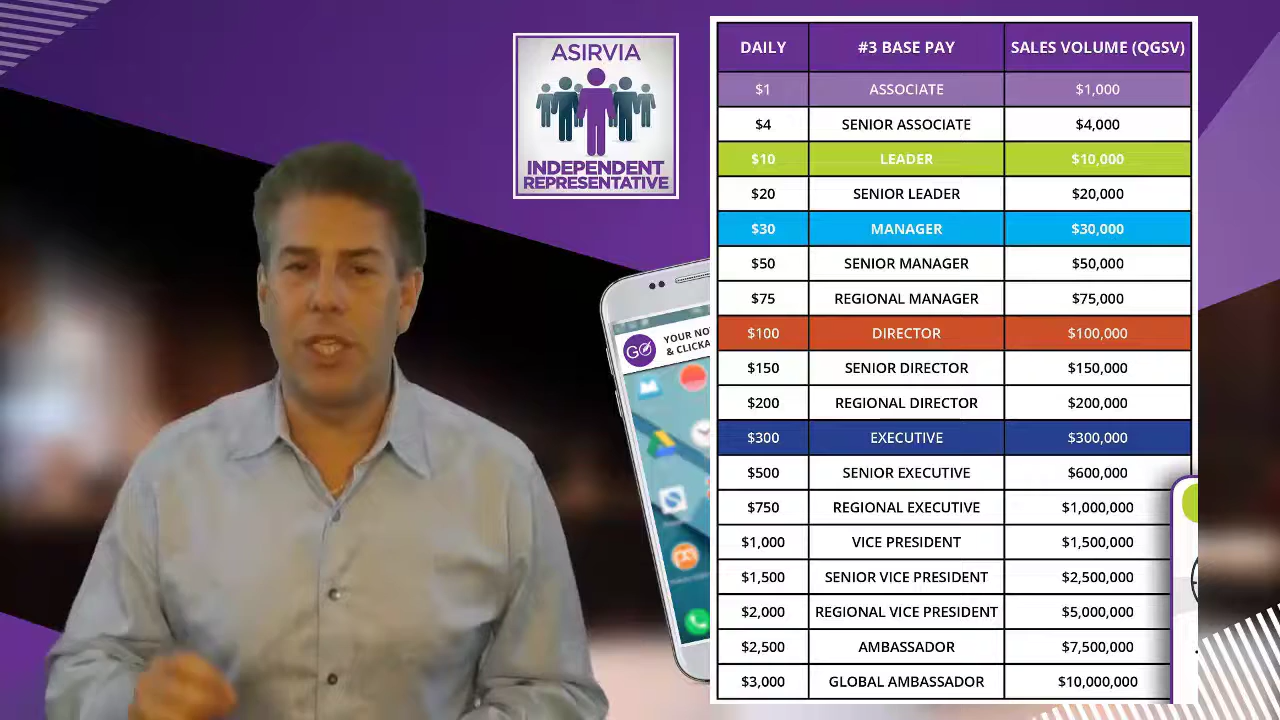 ASIRVIA
INDEPENDENT
REPRESENTATIVE
YOUR NO
& CLICKA
GO
DAILY #3 BASE PAY SALES VOLUME (QGSV)
$1 ASSOCIATE $1,000
$4 SENIOR ASSOCIATE $4,000
$10 LEADER $10,000
$20 SENIOR LEADER $20,000
$30 MANAGER $30,000
$50 SENIOR MANAGER $50,000
$75 REGIONAL MANAGER $75,000
$100 DIRECTOR $100,000
$150 SENIOR DIRECTOR $150,000
$200 REGIONAL DIRECTOR $200,000
$300 EXECUTIVE $300,000
$500 SENIOR EXECUTIVE $600,000
$750 REGIONAL EXECUTIVE $1,000,000
$1,000 VICE PRESIDENT $1,500,000
$1,500 SENIOR VICE PRESIDENT $2,500,000
$2,000 REGIONAL VICE PRESIDENT $5,000,000
$2,500 AMBASSADOR $7,500,000
$3,000 GLOBAL AMBASSADOR $10,000,000